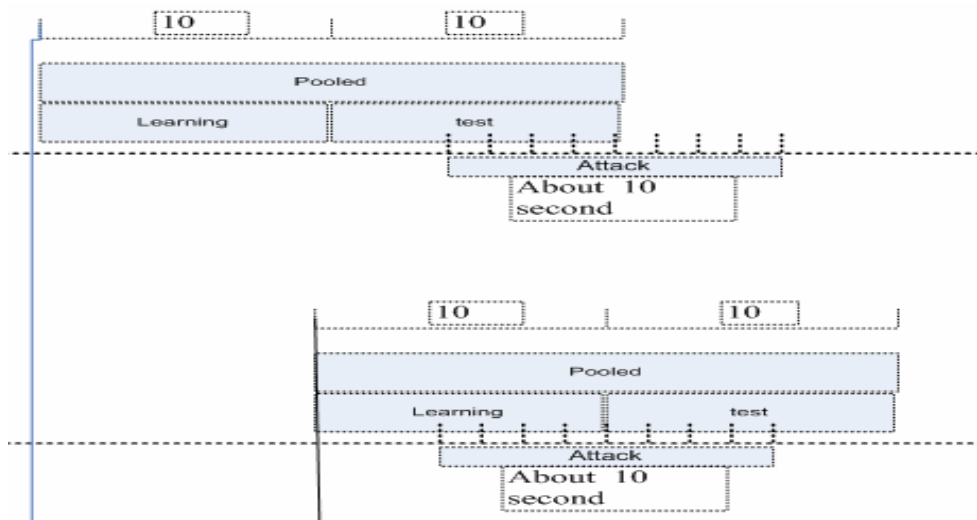 10 10
Pooled
Learning test
Attack
About 10
second
10 10
Pooled
Learning test
Attack
About 10
second